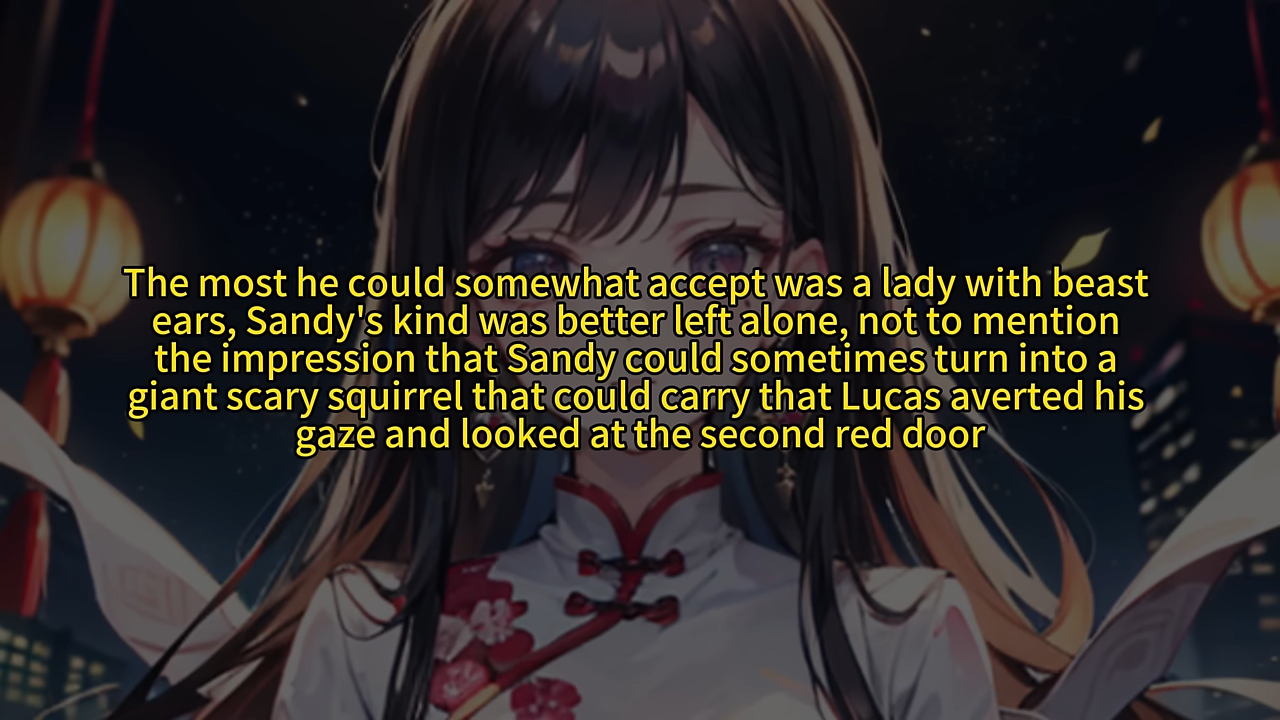 The most he could somewhat accept was a lady with beast
ears, Sandy's kind was better left alone, not to mention
the impression that Sandy could sometimes turn into a
giant scary squirrel that could carry that Lucas averted his
gaze and looked at the second red door